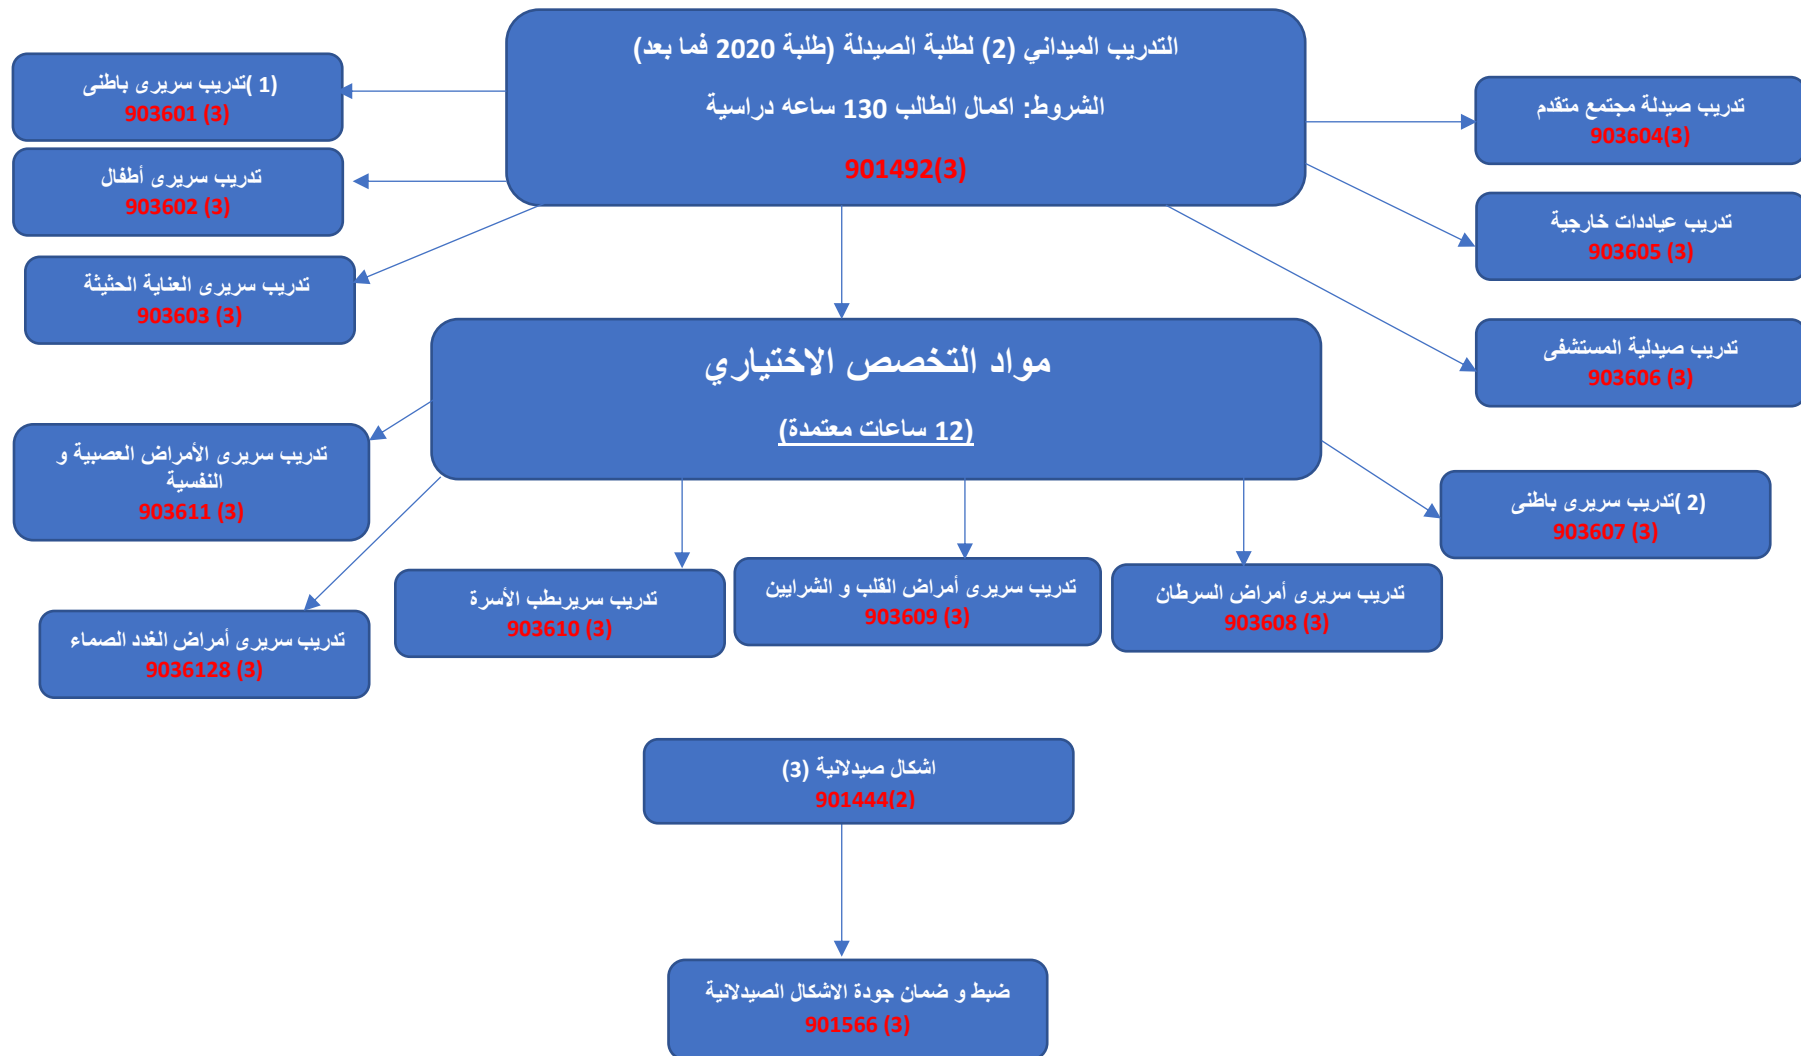 التدريب الميداني (2) لطلبة الصيدلة (طلبة 2020 فما بعد)
الشروط: اكمال الطالب 130 ساعه دراسية
901492(3)
تدريب صيدلة مجتمع متقدم
903604(3)
تدريب عياددات خارجية
903605 (3)
تدريب صيدلية المستشفى
903606 (3)
(1 )تدريب سريرى باطنى
903601 (3)
تدريب سريرى أطفال
903602 (3)
تدريب سريرى العناية الحثيثة
903603 (3)
مواد التخصص الاختياري
(12 ساعات معتمدة)
(2 )تدريب سريرى باطنى
903607 (3)
تدريب سريرى أمراض السرطان
903608 (3)
تدريب سريرى أمراض القلب و الشرايين
903609 (3)
تدريب سريرىطب الأسرة
903610 (3)
تدريب سريرى الأمراض العصبية و
النفسية
903611 (3)
تدريب سريرى أمراض الغدد الصماء
9036128 (3)
اشكال صيدلانية (3)
901444(2)
ضبط و ضمان جودة الاشكال الصيدلانية
901566 (3)